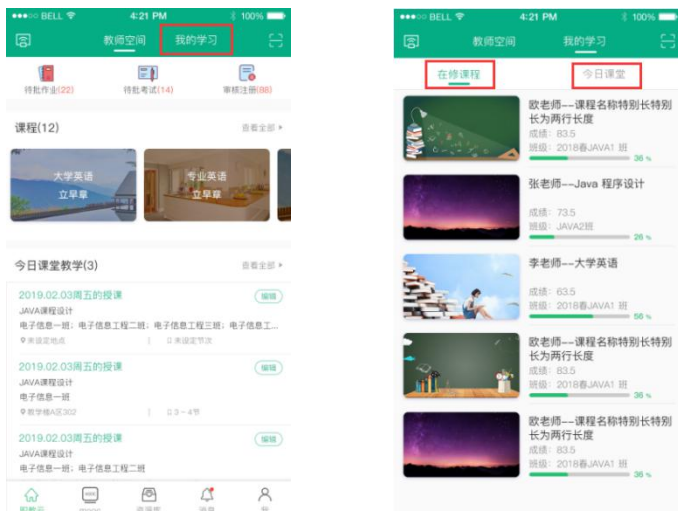 BELL 4:21 PM 100%
教师空间 我的学习
待批作业(22) 待批考试(14) 审核注册(88)
课程(12) 查看全部
大学英语
立早章
专业英语
立早章
今日课堂教学(3) 查看全部
2019.02.03周五的授课 编辑
JAVA课程设计
电子信息一班；电子信息工程二班；电子信息工程三班；电子信息工...
未设定地点 | 未设定节次
2019.02.03周五的授课 编辑
JAVA课程设计
电子信息一班
教学楼A区302 | 3-4节
2019.02.03周五的授课 编辑
JAVA课程设计
电子信息一班；电子信息工程二班
BELL 4:21 PM 100%
教师空间 我的学习
在修课程 今日课堂
欧老师--课程名称特别长特别
长为两行长度
成绩：83.5
班级：2018春JAVA1 班
36 %
张老师--Java 程序设计
成绩：73.5
班级：JAVA2班
26 %
李老师--大学英语
成绩：63.5
班级：2018春JAVA1 班
56 %
欧老师--课程名称特别长特别
长为两行长度
成绩：83.5
班级：2018春JAVA1 班
36 %
欧老师--课程名称特别长特别
长为两行长度
成绩：83.5
班级：2018春JAVA1 班
36 %